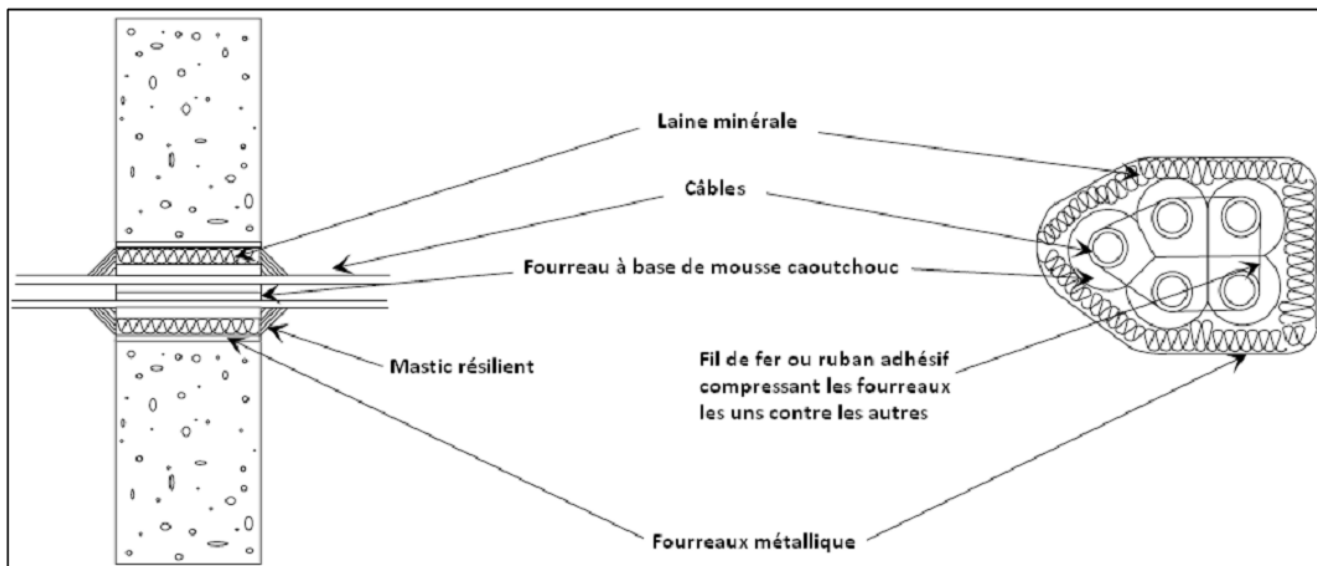 Laine minérale
Câbles
Fourreau à base de mousse caoutchouc
Mastic résilient
Fil de fer ou ruban adhésif
compressant les fourreaux
les uns contre les autres
Fourreaux métallique